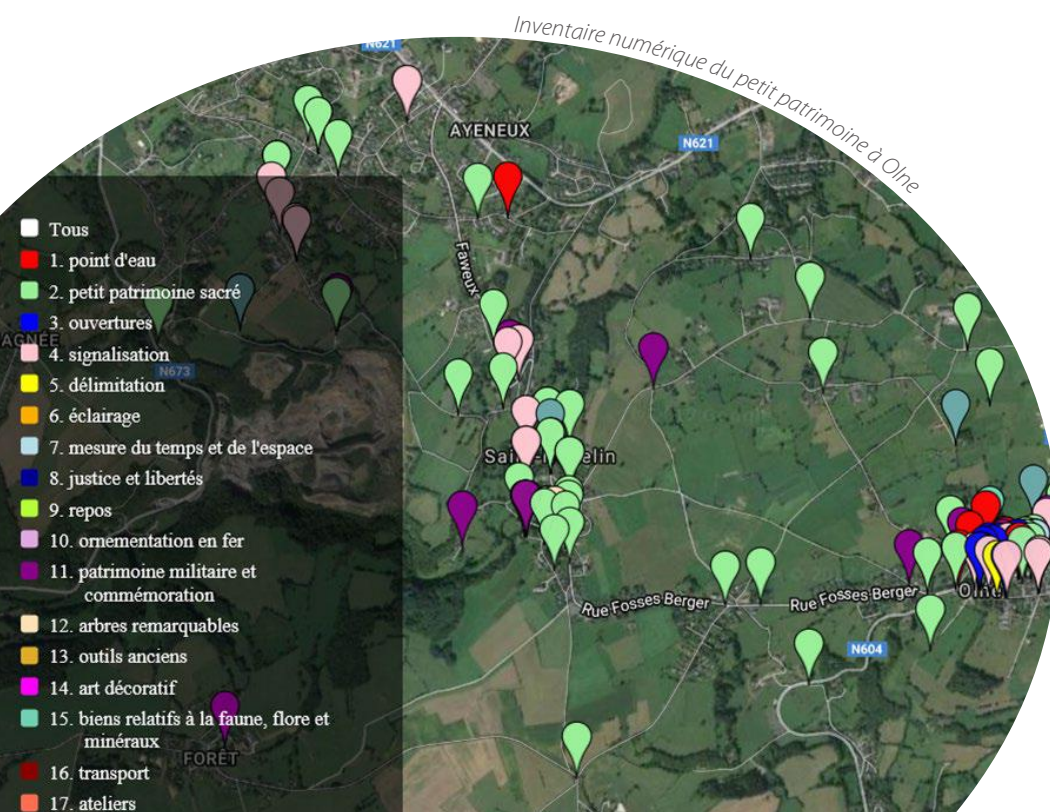 Inventaire numérique du petit patrimoine à Olne
N621
AYENEUX
N621
Faweux
Tous
1. point d'eau
2. petit patrimoine sacré
3. ouvertures
AGNÉE
4. signalisation
N673
5. délimitation
6. éclairage
7. mesure du temps et de l'espace
8. justice et libertés
9. repos
10. ornementation en fer
11. patrimoine militaire et
commémoration
12. arbres remarquables
13. outils anciens
14. art décoratif
15. biens relatifs à la faune, flore et
minéraux
FORÊT
16. transport
17. ateliers
Rue Fosses-Berger
Rue Fosses-Berger
Olne
N604